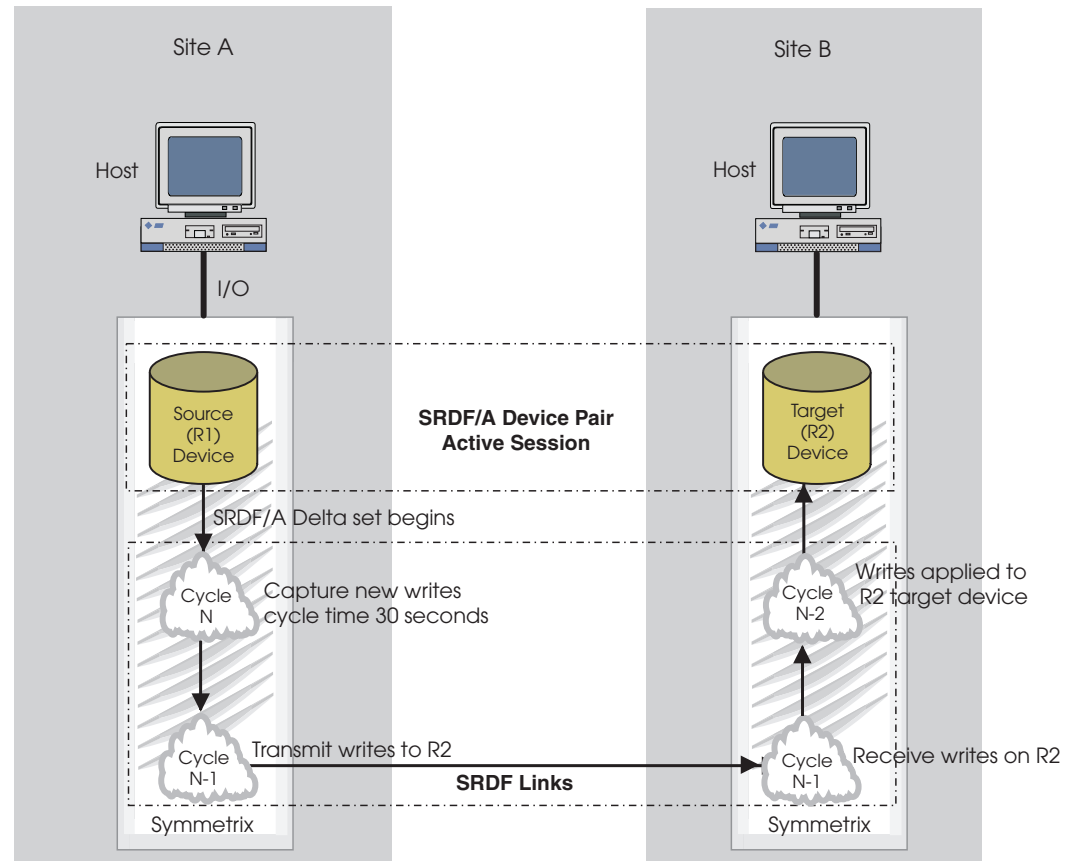 Site A
Site B
Host
Host
I/O
Source
(R1)
Device
SRDF/A Device Pair
Active Session
Target
(R2)
Device
SRDF/A Delta set begins
Cycle
N
Capture new writes
cycle time 30 seconds
Cycle
N-2
Writes applied to
R2 target device
Cycle
N-1
Transmit writes to R2
SRDF Links
Cycle
N-1
Receive writes on R2
Symmetrix
Symmetrix